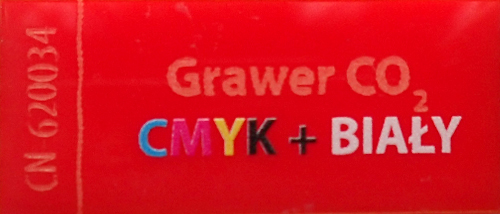 CN-620034
Grawer CO₂
CMYK + BIAŁY